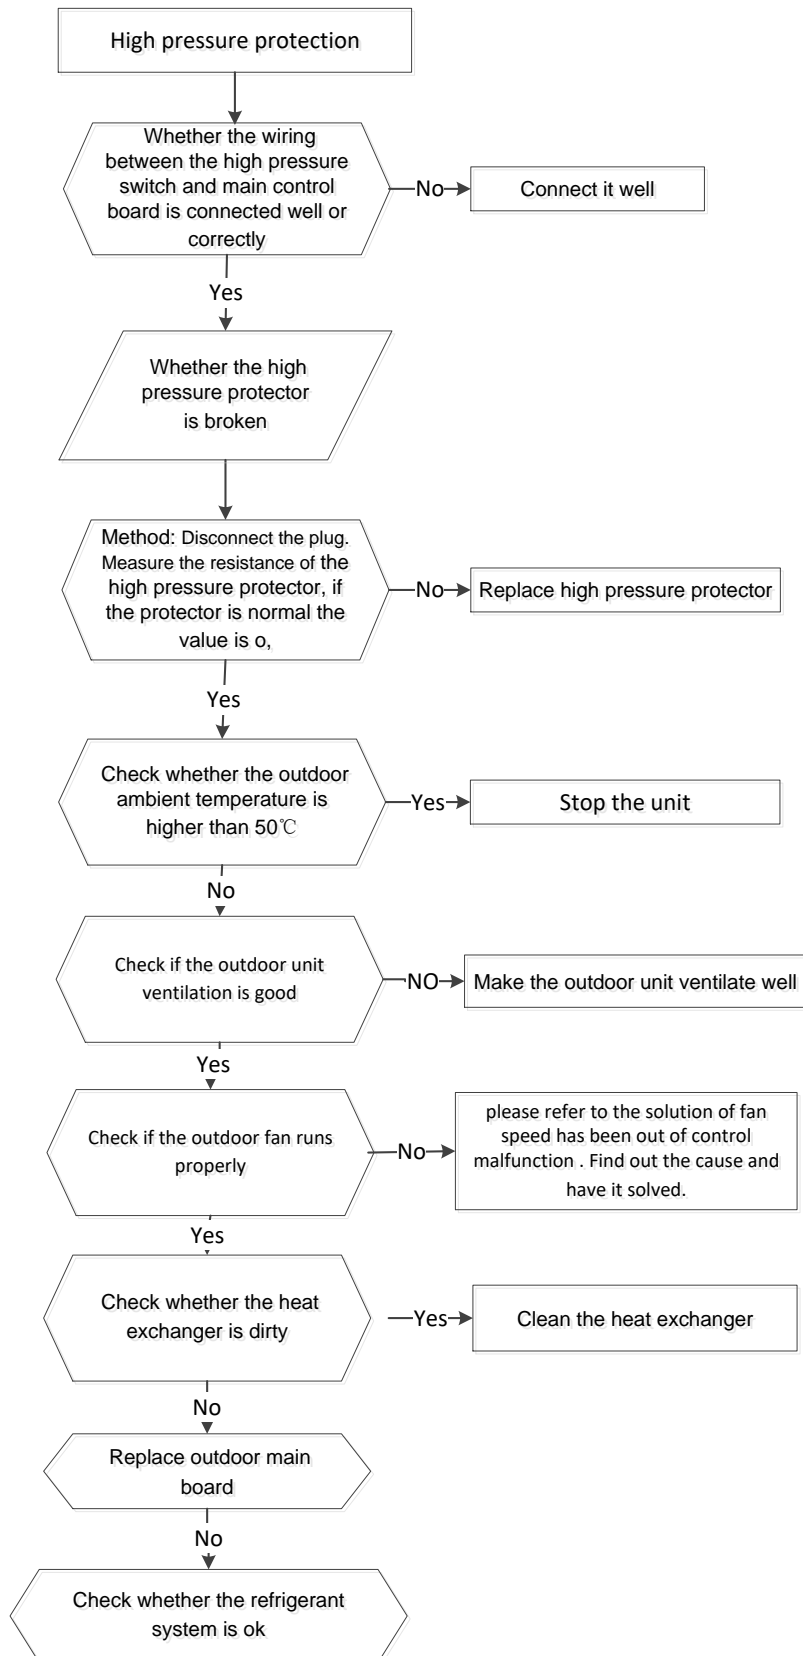 High pressure protection
Whether the wiring
between the high pressure
switch and main control
board is connected well or
correctly
No
Connect it well
Yes
Whether the high
pressure protector
is broken
Method: Disconnect the plug.
Measure the resistance of the
high pressure protector, if
the protector is normal the
value is o,
No
Replace high pressure protector
Yes
Check whether the outdoor
ambient temperature is
higher than 50℃
Yes
Stop the unit
No
Check if the outdoor unit
ventilation is good
NO
Make the outdoor unit ventilate well
Yes
Check if the outdoor fan runs
properly
No
please refer to the solution of fan
speed has been out of control
malfunction . Find out the cause and
have it solved.
Yes
Check whether the heat
exchanger is dirty
Yes
Clean the heat exchanger
No
Replace outdoor main
board
No
Check whether the refrigerant
system is ok